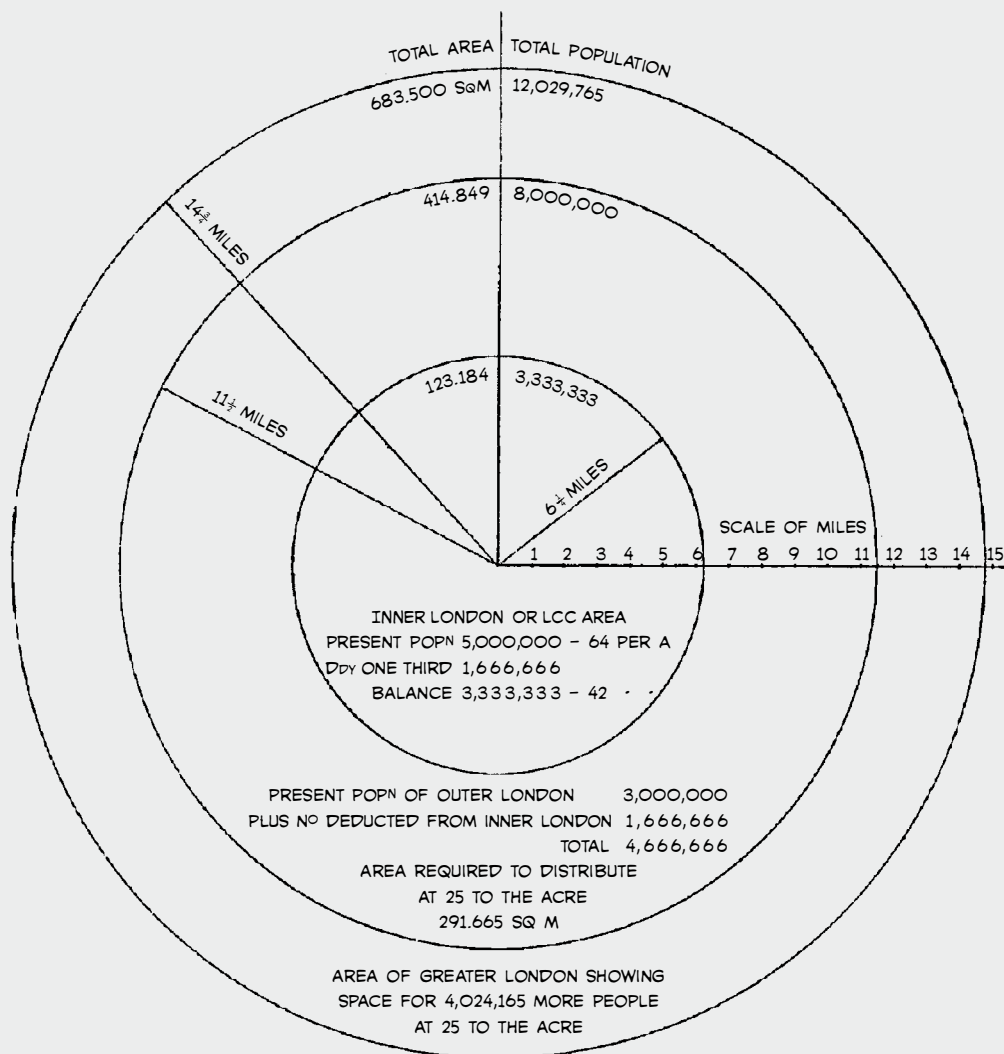 TOTAL AREA TOTAL POPULATION
683.500 SQM 12,029,765
414.849 8,000,000
14¾ MILES
123.184 3,333,333
11½ MILES
6¼ MILES
SCALE OF MILES
1 2 3 4 5 6 7 8 9 10 11 12 13 14 15
INNER LONDON OR LCC AREA
PRESENT POPN 5,000,000 - 64 PER A
DDY ONE THIRD 1,666,666
BALANCE 3,333,333 - 42 · ·
PRESENT POPN OF OUTER LONDON 3,000,000
PLUS NO DEDUCTED FROM INNER LONDON 1,666,666
TOTAL 4,666,666
AREA REQUIRED TO DISTRIBUTE
AT 25 TO THE ACRE
291.665 SQ M
AREA OF GREATER LONDON SHOWING
SPACE FOR 4,024,165 MORE PEOPLE
AT 25 TO THE ACRE